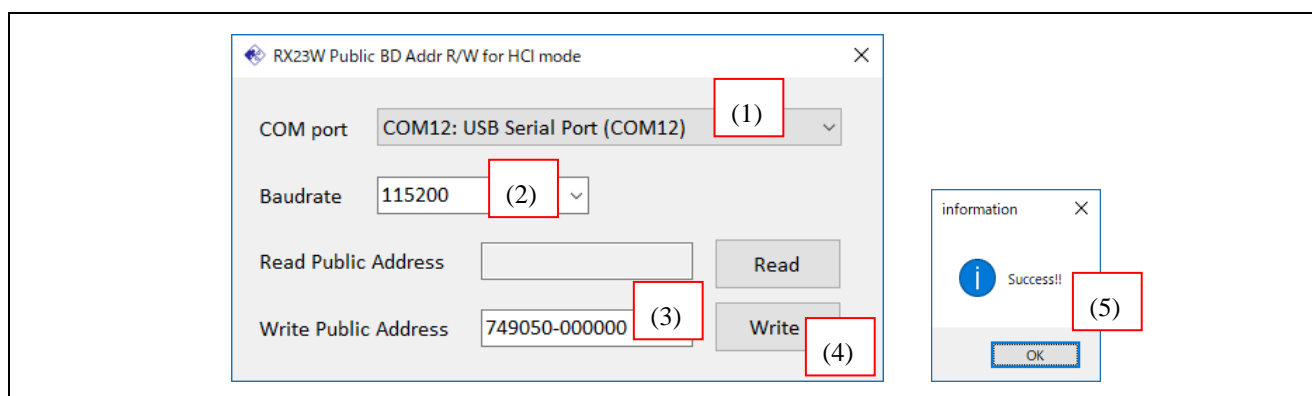 RX23W Public BD Addr R/W for HCI mode
(1)
COM port COM12: USB Serial Port (COM12)
Baudrate 115200 (2)
Read Public Address Read
Write Public Address 749050-000000 (3) Write
(4)
information
Success!!
(5)
OK